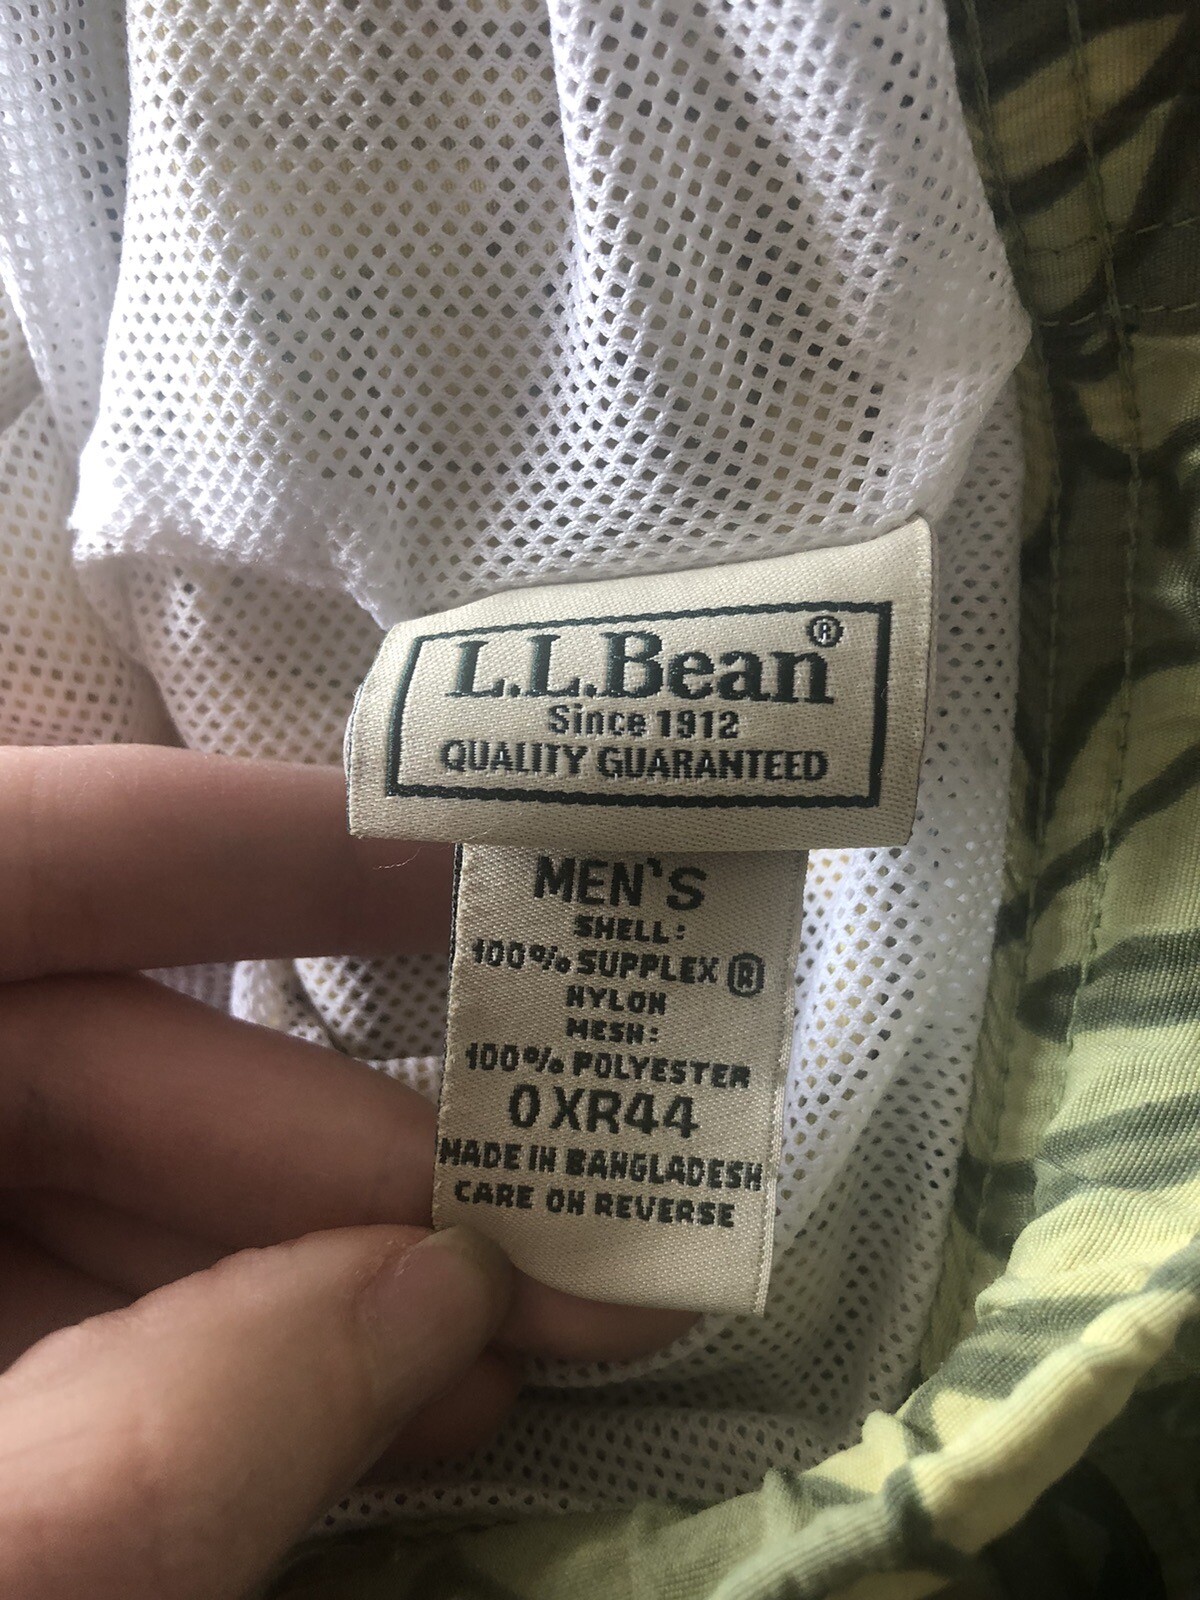 L.L.Bean®
Since 1912
QUALITY GUARANTEED
MEN'S
SHELL:
100% SUPPLEX ®
NYLON
MESH:
100% POLYESTER
0 XR44
MADE IN BANGLADESH
CARE ON REVERSE